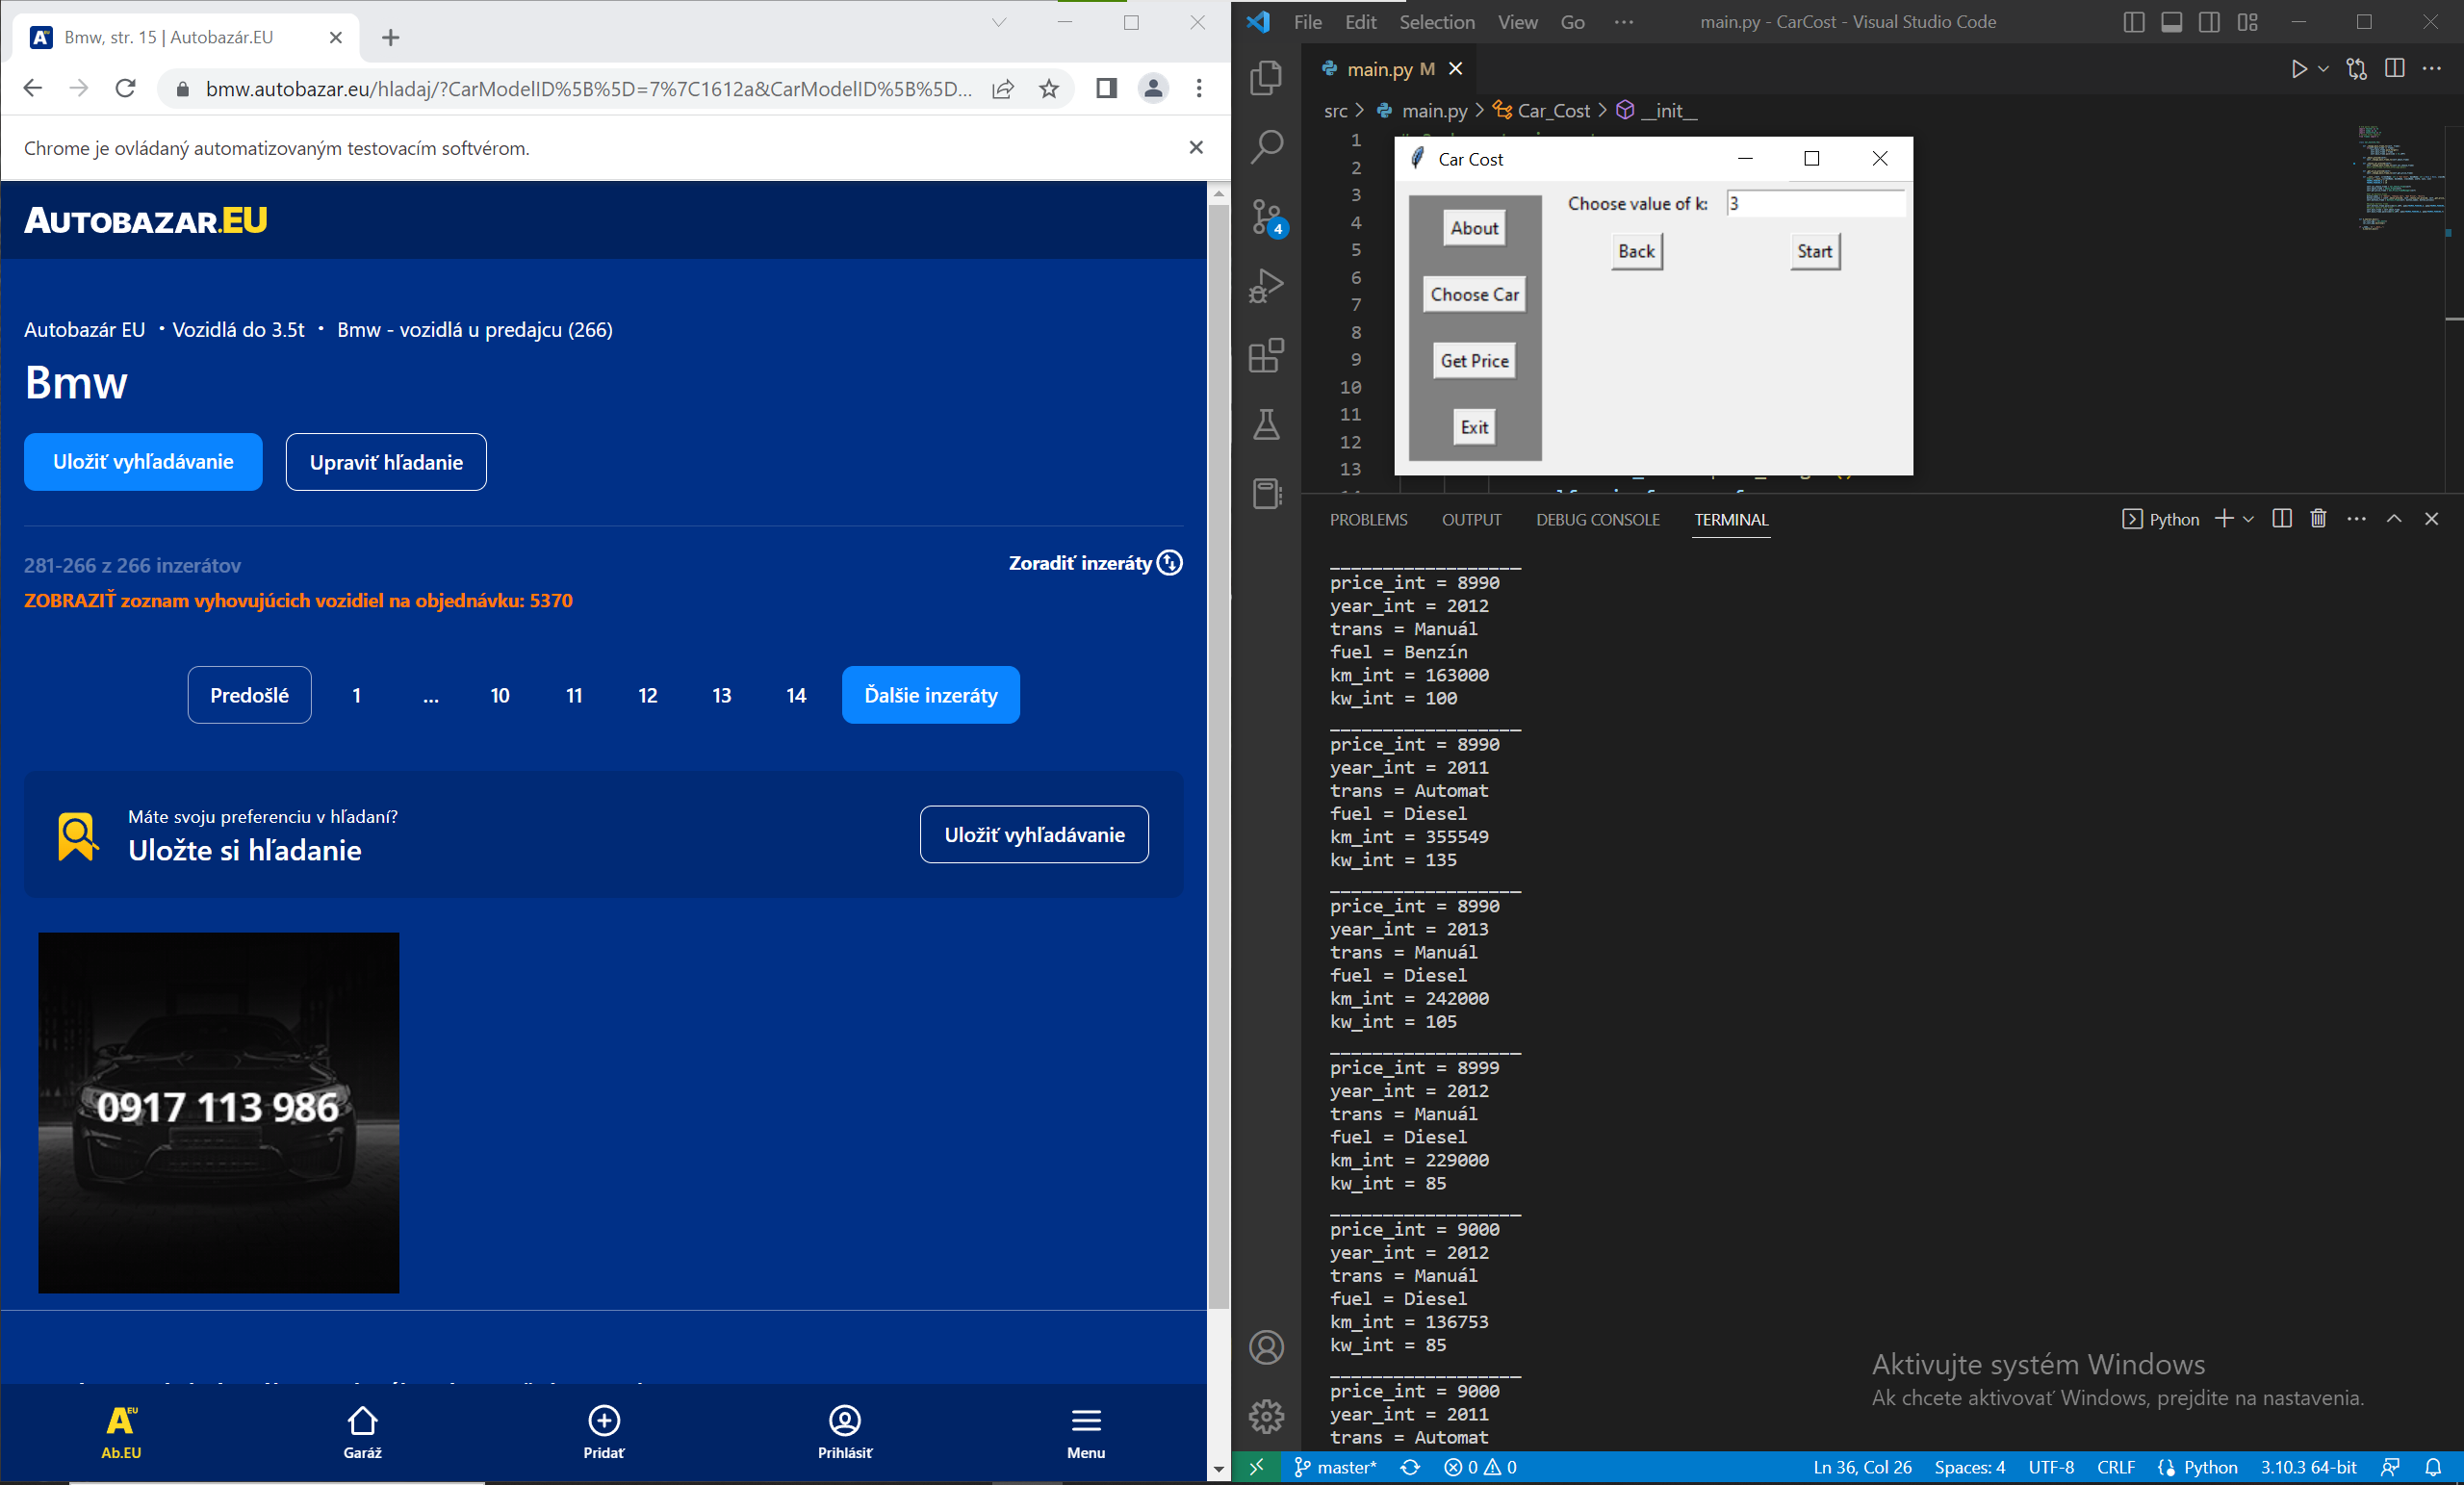 Bmw, str. 15 | Autobazár.EU
bmw.autobazar.eu/hladaj/?CarModelID%5B%5D=7%7C1612a&CarModelID%5B%5D...
Chrome je ovládaný automatizovaným testovacím softvérom.
AUTOBAZAR.EU
Autobazár EU • Vozidlá do 3.5t • Bmw - vozidlá u predajcu (266)
Bmw
Uložiť vyhľadávanie
Upraviť hľadanie
281-266 z 266 inzerátov
Zoradiť inzeráty
ZOBRAZIŤ zoznam vyhovujúcich vozidiel na objednávku: 5370
Predošlé 1 ... 10 11 12 13 14 Ďalšie inzeráty
Máte svoju preferenciu v hľadaní?
Uložte si hľadanie
Uložiť vyhľadávanie
0917 113 986
Ab.EU
Garáž
Pridať
Prihlásiť
Menu
File Edit Selection View Go ···
main.py - CarCost - Visual Studio Code
main.py M
src > main.py > Car_Cost > __init__
1
2
3
4
5
6
7
8
9
10
11
12
13
4
Car Cost
About
Choose Car
Get Price
Exit
Choose value of k: 3
Back
Start
PROBLEMS OUTPUT DEBUG CONSOLE TERMINAL
Python
__________________
price_int = 8990
year_int = 2012
trans = Manuál
fuel = Benzín
km_int = 163000
kw_int = 100
__________________
price_int = 8990
year_int = 2011
trans = Automat
fuel = Diesel
km_int = 355549
kw_int = 135
__________________
price_int = 8990
year_int = 2013
trans = Manuál
fuel = Diesel
km_int = 242000
kw_int = 105
__________________
price_int = 8999
year_int = 2012
trans = Manuál
fuel = Diesel
km_int = 229000
kw_int = 85
__________________
price_int = 9000
year_int = 2012
trans = Manuál
fuel = Diesel
km_int = 136753
kw_int = 85
__________________
price_int = 9000
year_int = 2011
trans = Automat
Aktivujte systém Windows
Ak chcete aktivovať Windows, prejdite na nastavenia.
master* 0 0
Ln 36, Col 26 Spaces: 4 UTF-8 CRLF Python 3.10.3 64-bit